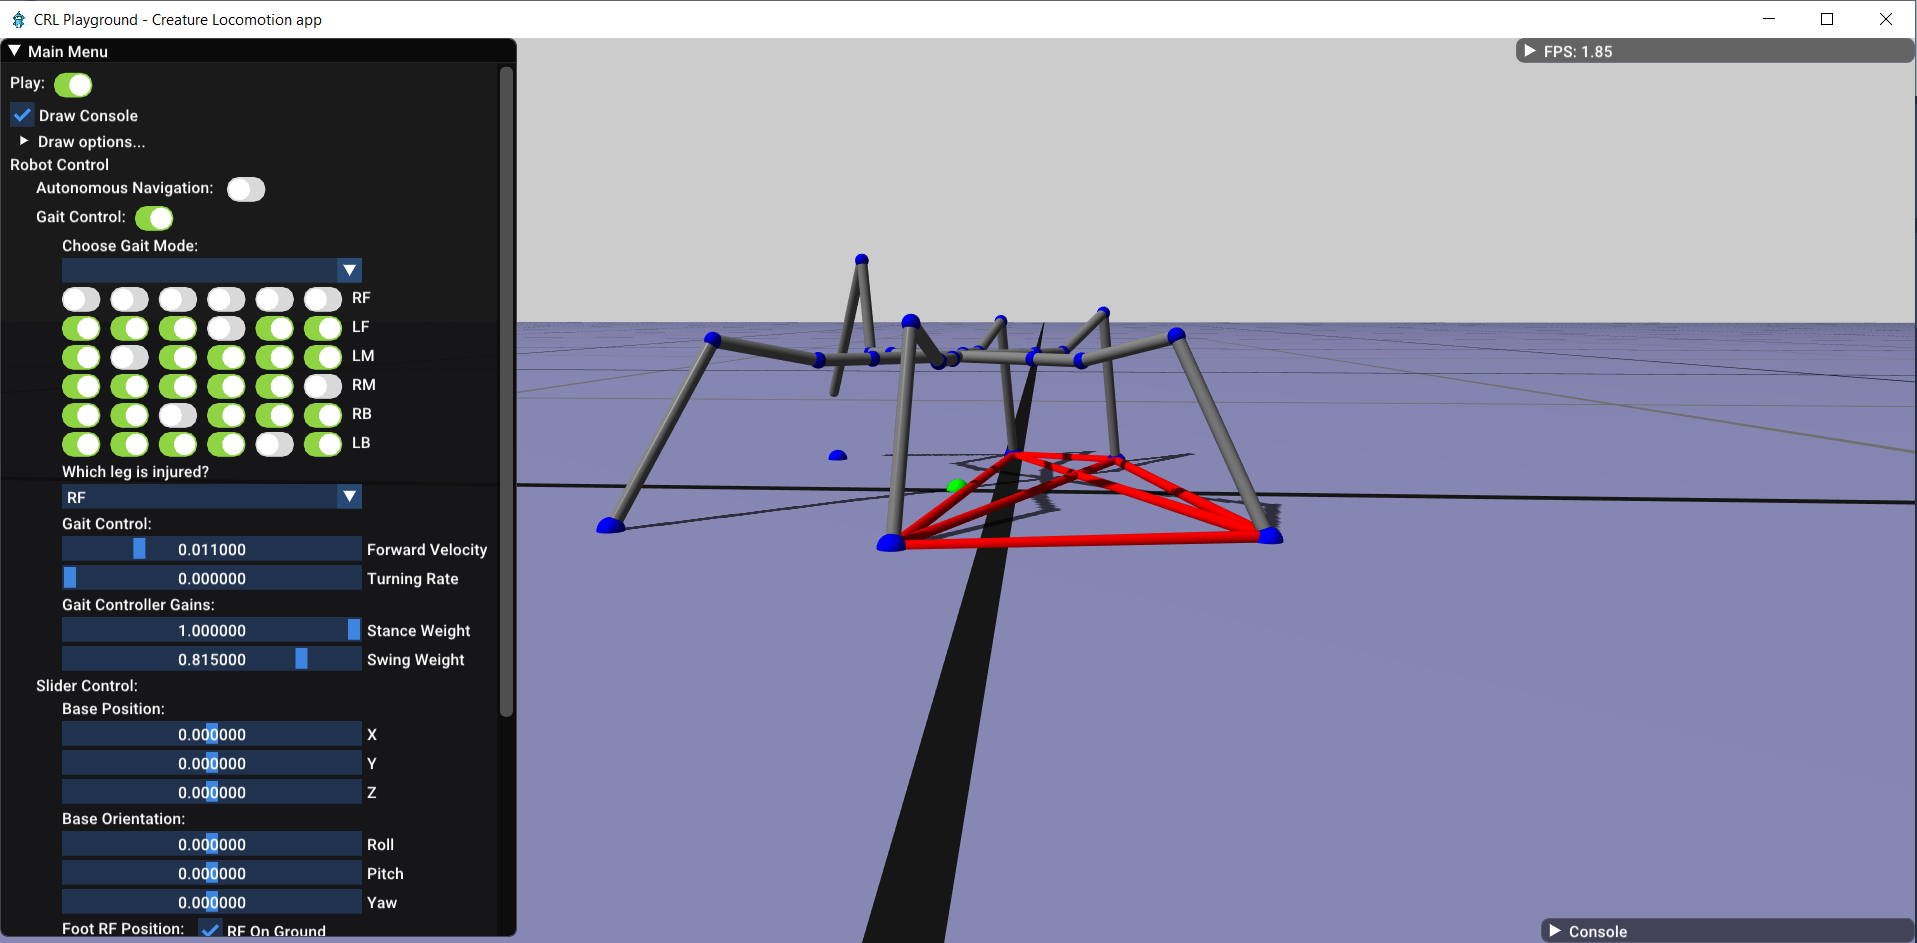 CRL Playground - Creature Locomotion app
Main Menu
FPS: 1.85
Play:
Draw Console
Draw options...
Robot Control
Autonomous Navigation:
Gait Control:
Choose Gait Mode:
RF
LF
LM
RM
RB
LB
Which leg is injured?
RF
Gait Control:
0.011000 Forward Velocity
0.000000 Turning Rate
Gait Controller Gains:
1.000000 Stance Weight
0.815000 Swing Weight
Slider Control:
Base Position:
0.000000 X
0.000000 Y
0.000000 Z
Base Orientation:
0.000000 Roll
0.000000 Pitch
0.000000 Yaw
Foot RF Position: RF On Ground
Console